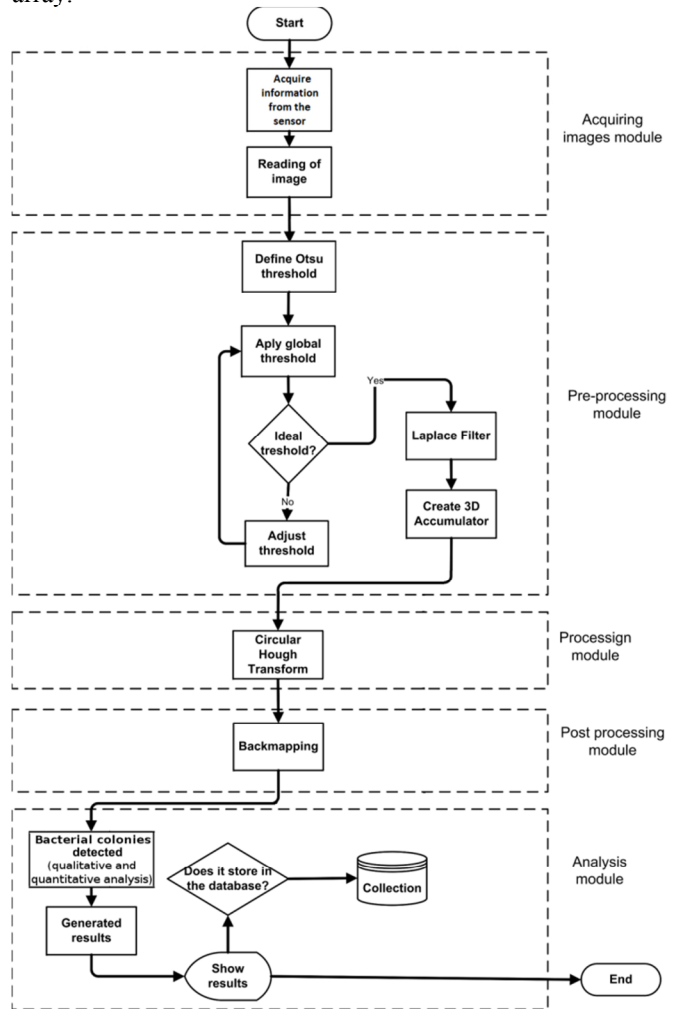 array.
Start
Acquire
information
from the
sensor
Reading of
image
Acquiring
images module
Define Otsu
threshold
Aply global
threshold
Ideal
treshold?
Yes
No
Adjust
threshold
Laplace Filter
Create 3D
Accumulator
Pre-processing
module
Circular
Hough
Transform
Processign
module
Backmapping
Post processing
module
Bacterial colonies
detected
(qualitative and
quantitative analysis)
Generated
results
Show
results
Does it store in
the database?
Collection
Analysis
module
End